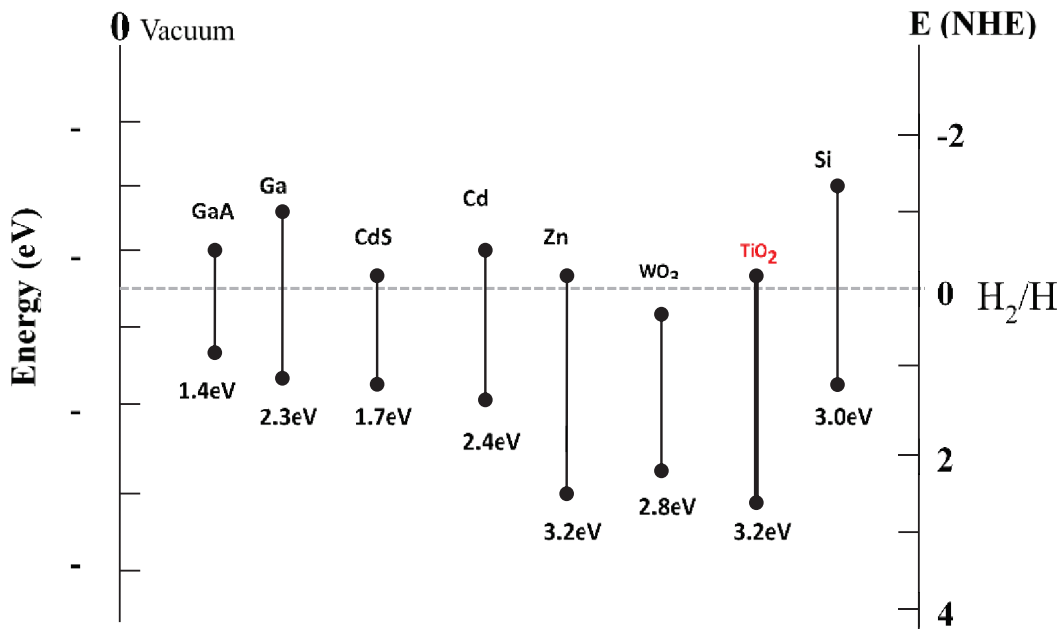 0 Vacuum
E (NHE)
Energy (eV)
-
-
-
-
GaA
1.4eV
Ga
2.3eV
CdS
1.7eV
Cd
2.4eV
Zn
3.2eV
WO₃
2.8eV
TiO₂
3.2eV
Si
3.0eV
-2
0 H₂/H
2
4